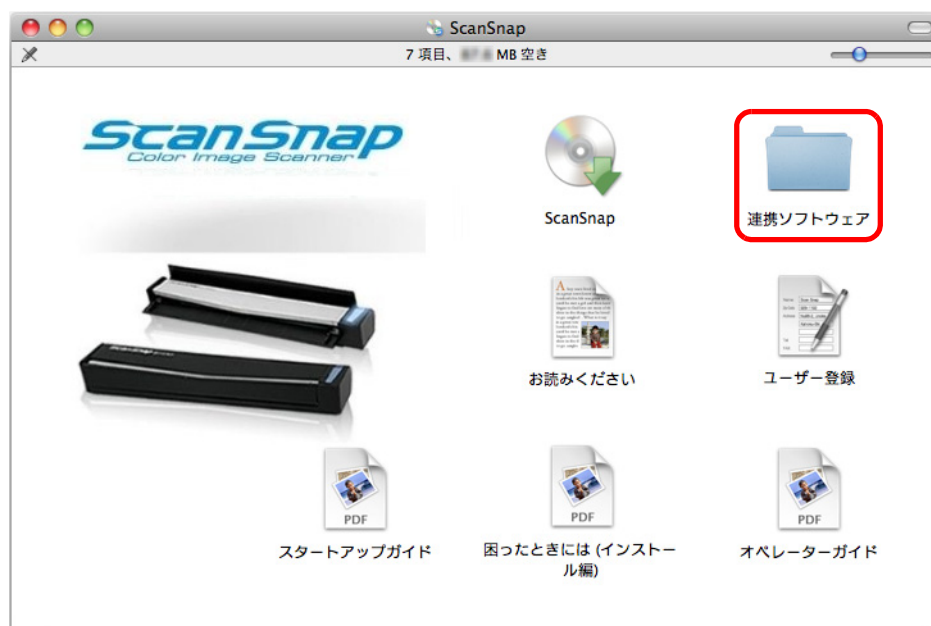 ScanSnap
7 項目、 MB 空き
ScanSnap
Color Image Scanner
ScanSnap
連携ソフトウェア
お読みください
ユーザー登録
PDF
スタートアップガイド
PDF
困ったときには (インストー
ル編)
PDF
オペレーターガイド